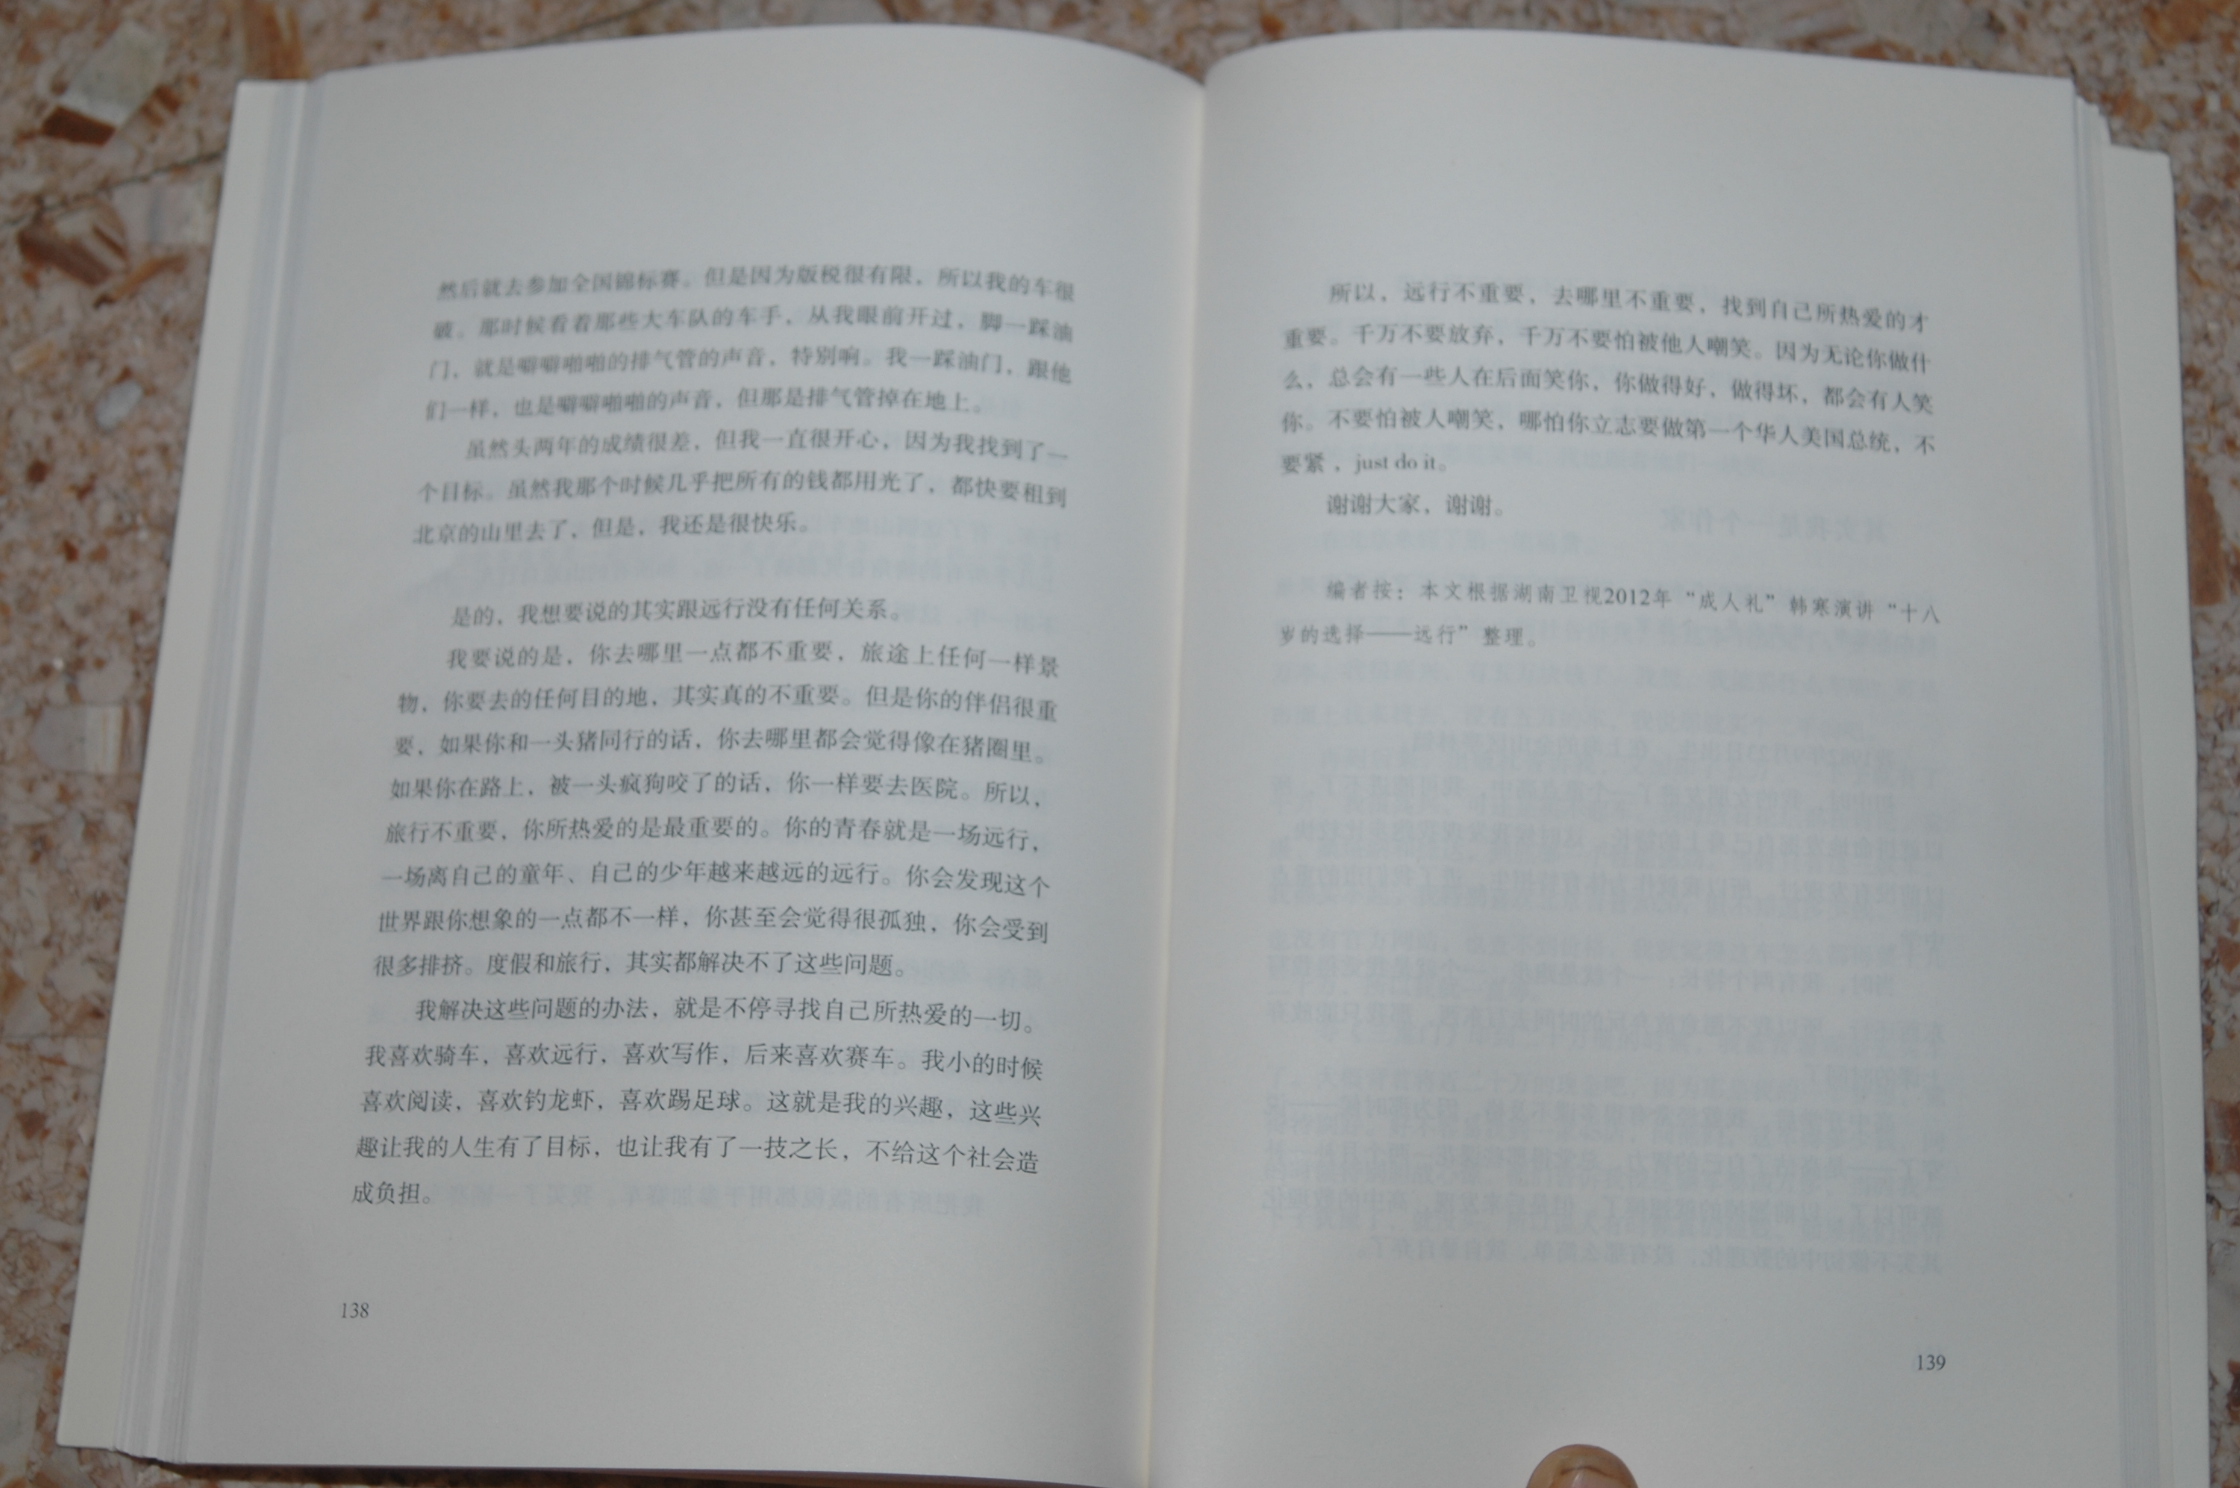 然后就去参加全国锦标赛。但是因为版税很有限，所以我的车很
破。那时候看着那些大车队的车手，从我眼前开过，脚一踩油
门，就是噼噼啪啪的排气管的声音，特别响。我一踩油门，跟他
们一样，也是噼噼啪啪的声音，但那是排气管掉在地上。
虽然头两年的成绩很差，但我一直很开心，因为我找到了一
个目标。虽然我那个时候几乎把所有的钱都用光了，都快要租到
北京的山里去了，但是，我还是很快乐。
是的，我想要说的其实跟远行没有任何关系。
我要说的是，你去哪里一点都不重要，旅途上任何一样景
物，你要去的任何目的地，其实真的不重要。但是你的伴侣很重
要，如果你和一头猪同行的话，你去哪里都会觉得像在猪圈里。
如果你在路上，被一头疯狗咬了的话，你一样要去医院。所以，
旅行不重要，你所热爱的是最重要的。你的青春就是一场远行，
一场离自己的童年、自己的少年越来越远的远行。你会发现这个
世界跟你想象的一点都不一样，你甚至会觉得很孤独，你会受到
很多排挤。度假和旅行，其实都解决不了这些问题。
我解决这些问题的办法，就是不停寻找自己所热爱的一切。
我喜欢骑车，喜欢远行，喜欢写作，后来喜欢赛车。我小的时候
喜欢阅读，喜欢钓龙虾，喜欢踢足球。这就是我的兴趣，这些兴
趣让我的人生有了目标，也让我有了一技之长，不给这个社会造
成负担。
138
所以，远行不重要，去哪里不重要，找到自己所热爱的才
重要。千万不要放弃，千万不要怕被他人嘲笑。因为无论你做什
么，总会有一些人在后面笑你，你做得好，做得坏，都会有人笑
你。不要怕被人嘲笑，哪怕你立志要做第一个华人美国总统，不
要紧，just do it。
谢谢大家，谢谢。
编者按：本文根据湖南卫视2012年“成人礼”韩寒演讲“十八
岁的选择——远行”整理。
139